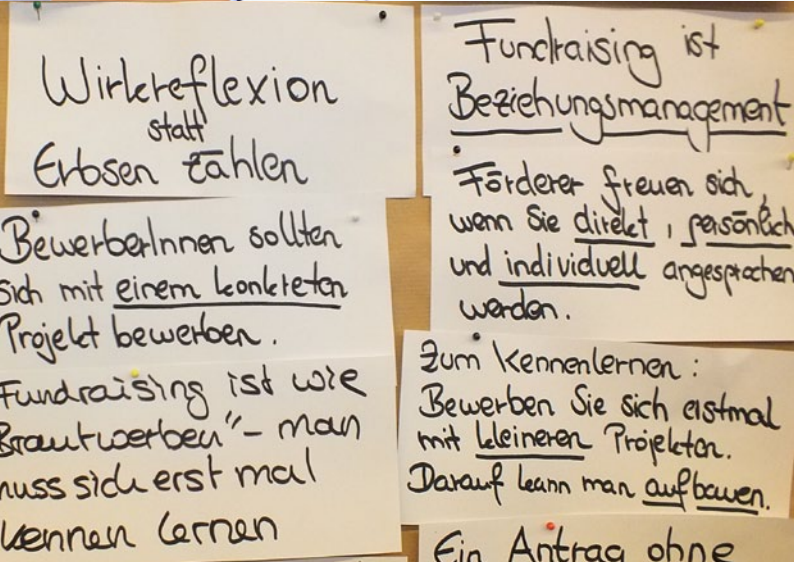 Wirkreflexion
statt
Erbsen zählen
BewerberInnen sollten
sich mit einem konkreten
Projekt bewerben.
Fundraising ist wie
Brautwerben" – man
muss sich erst mal
kennen lernen
Fundraising ist
Beziehungsmanagement
Förderer freuen sich,
wenn Sie direkt, persönlich
und individuell angesprochen
werden.
Zum Kennenlernen:
Bewerben Sie sich erstmal
mit kleineren Projekten.
Darauf kann man aufbauen.
Ein Antrag ohne